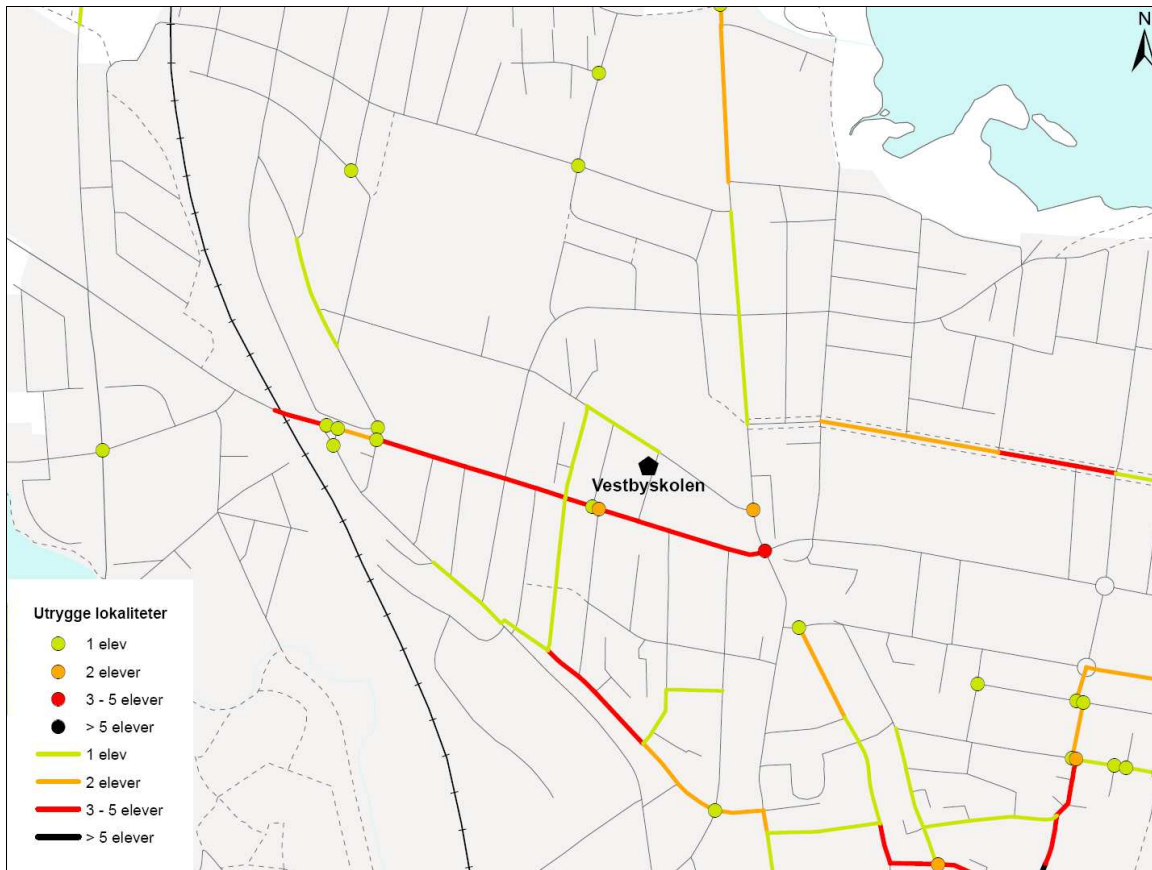 N
Vestbyskolen
Utrygge lokaliteter
1 elev
2 elever
3 - 5 elever
> 5 elever
1 elev
2 elever
3 - 5 elever
> 5 elever